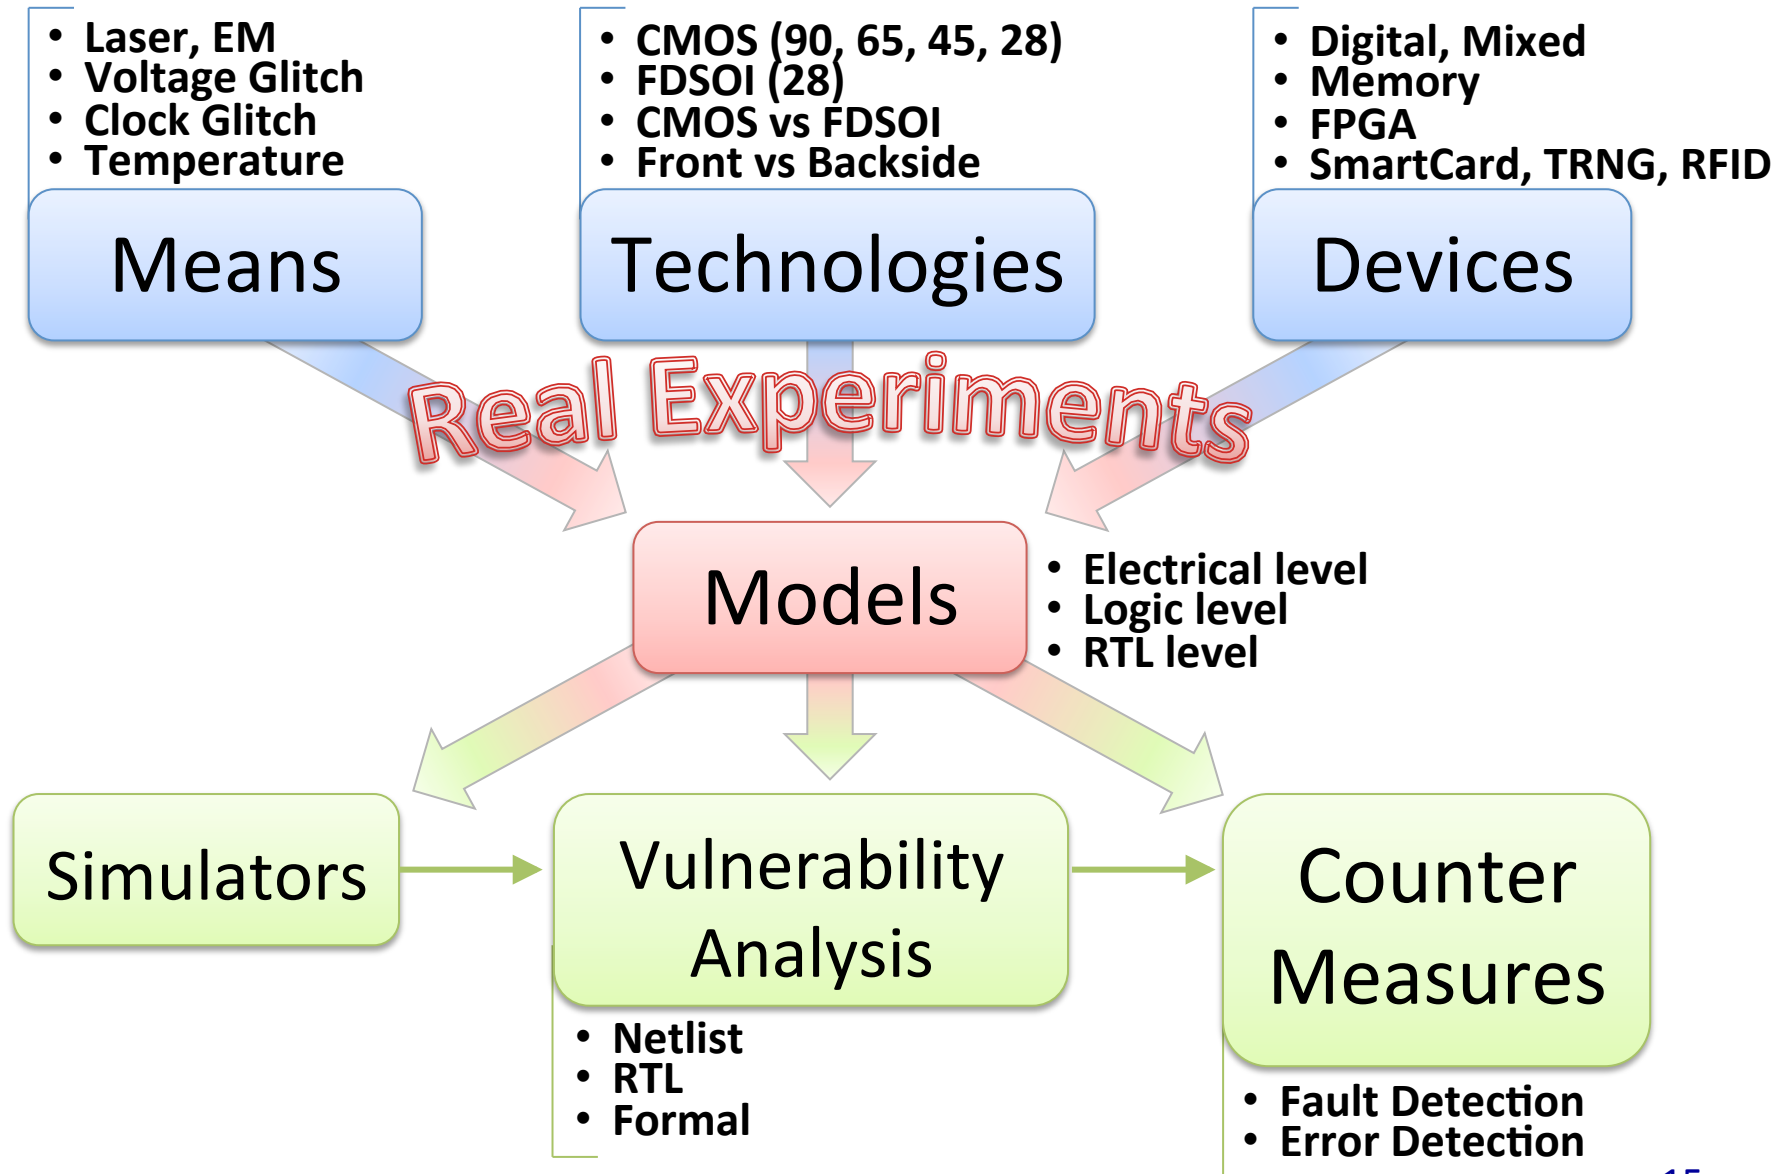 • Laser, EM
• Voltage Glitch
• Clock Glitch
• Temperature
Means
• CMOS (90, 65, 45, 28)
• FDSOI (28)
• CMOS vs FDSOI
• Front vs Backside
Technologies
• Digital, Mixed
• Memory
• FPGA
• SmartCard, TRNG, RFID
Devices
Real Experiments
Models
• Electrical level
• Logic level
• RTL level
Simulators
Vulnerability
Analysis
• Netlist
• RTL
• Formal
Counter
Measures
• Fault Detection
• Error Detection